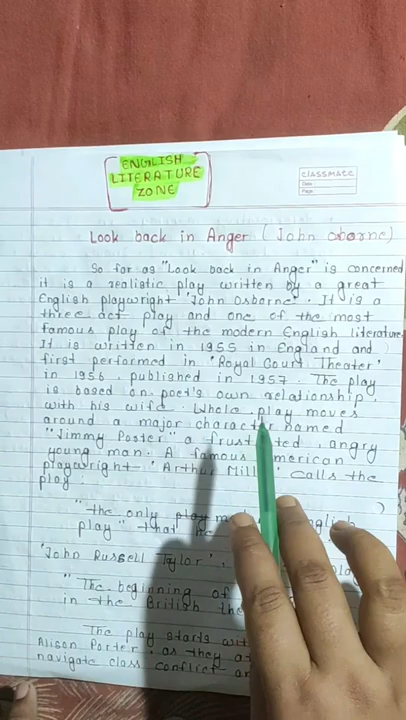 ENGLISH
LITERATURE
ZONE
CLASSMATE
Date
Page
Look back in Anger (John osborne)
So far as "Look back in Anger" is concerned
it is a realistic play written by a great
English playwright 'John Osborne'. It is a
three act play and one of the most
famous play of the modern English literature.
It is written in 1955 in England and
first performed in 'Royal Court Theater'
in 1956, published in 1957. The play
is based on poet's own relationship
with his wife. Whole play moves
around a major character named
"Jimmy Poster" a frustrated, angry
young man. A famous American
playwright 'Arthur Mill calls the
play
"the only play
play" that he
'John Russell Taylor',
"The beginning of
in the British the
The play starts wit
Alison Porter, as they
navigate class conflict